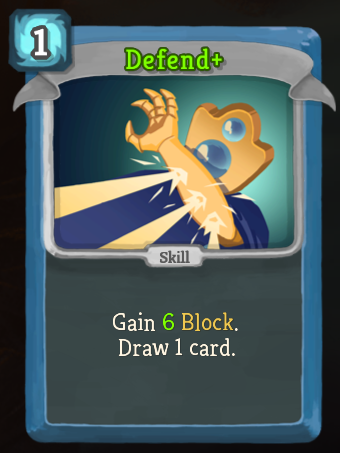 1
Defend+
Skill
Gain 6 Block.
Draw 1 card.